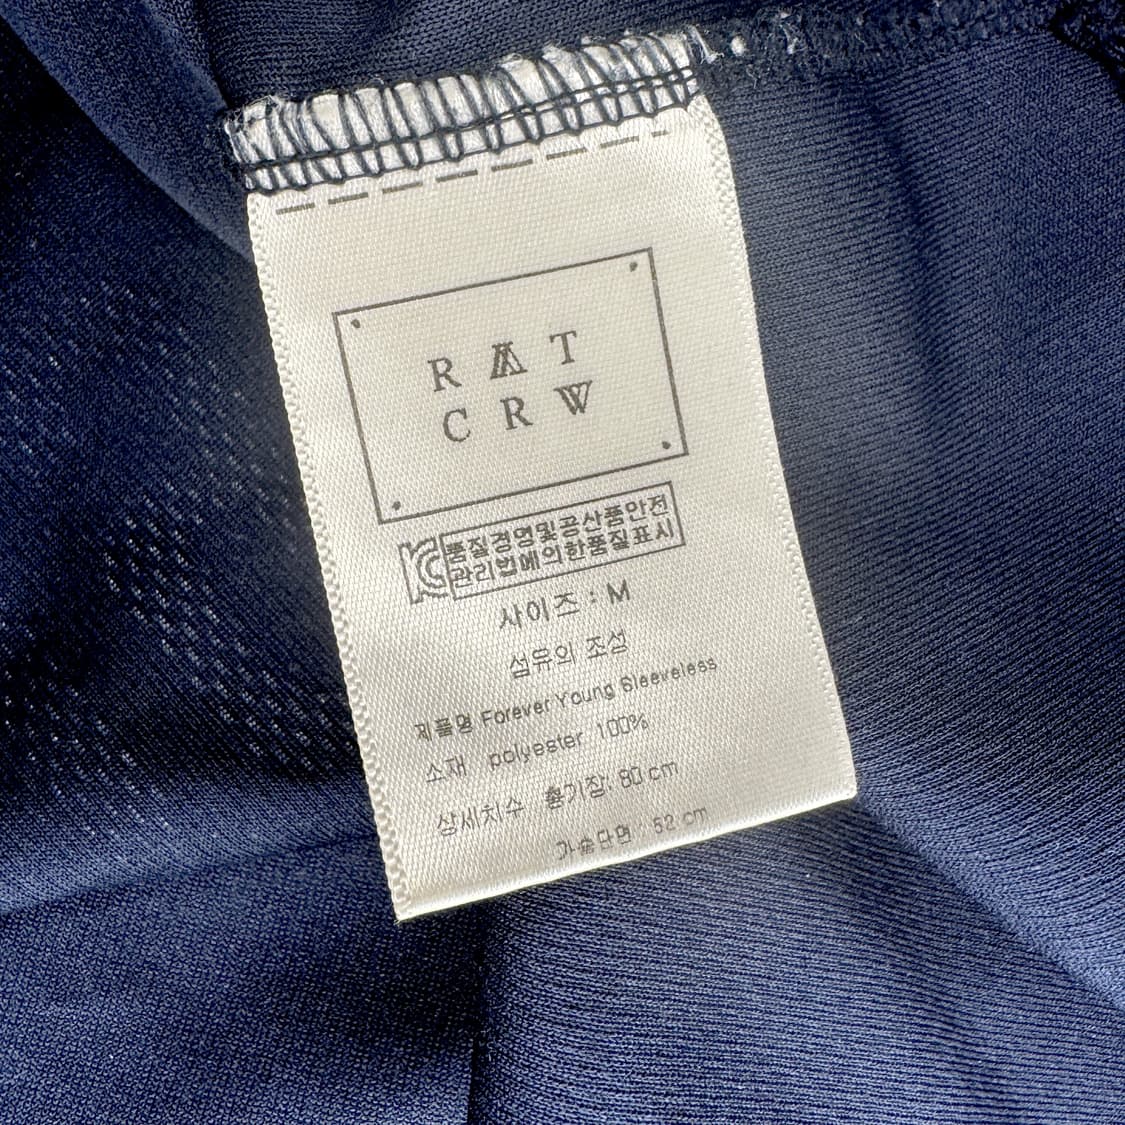 RAT
CRW
KC 품질경영및공산품안전
관리법에의한품질표시
사이즈 : M
섬유의 조성
제품명 Forever Young Sleeveless
소재 polyester 100%
상세치수 총기장: 80 cm
가슴단면 : 52 cm